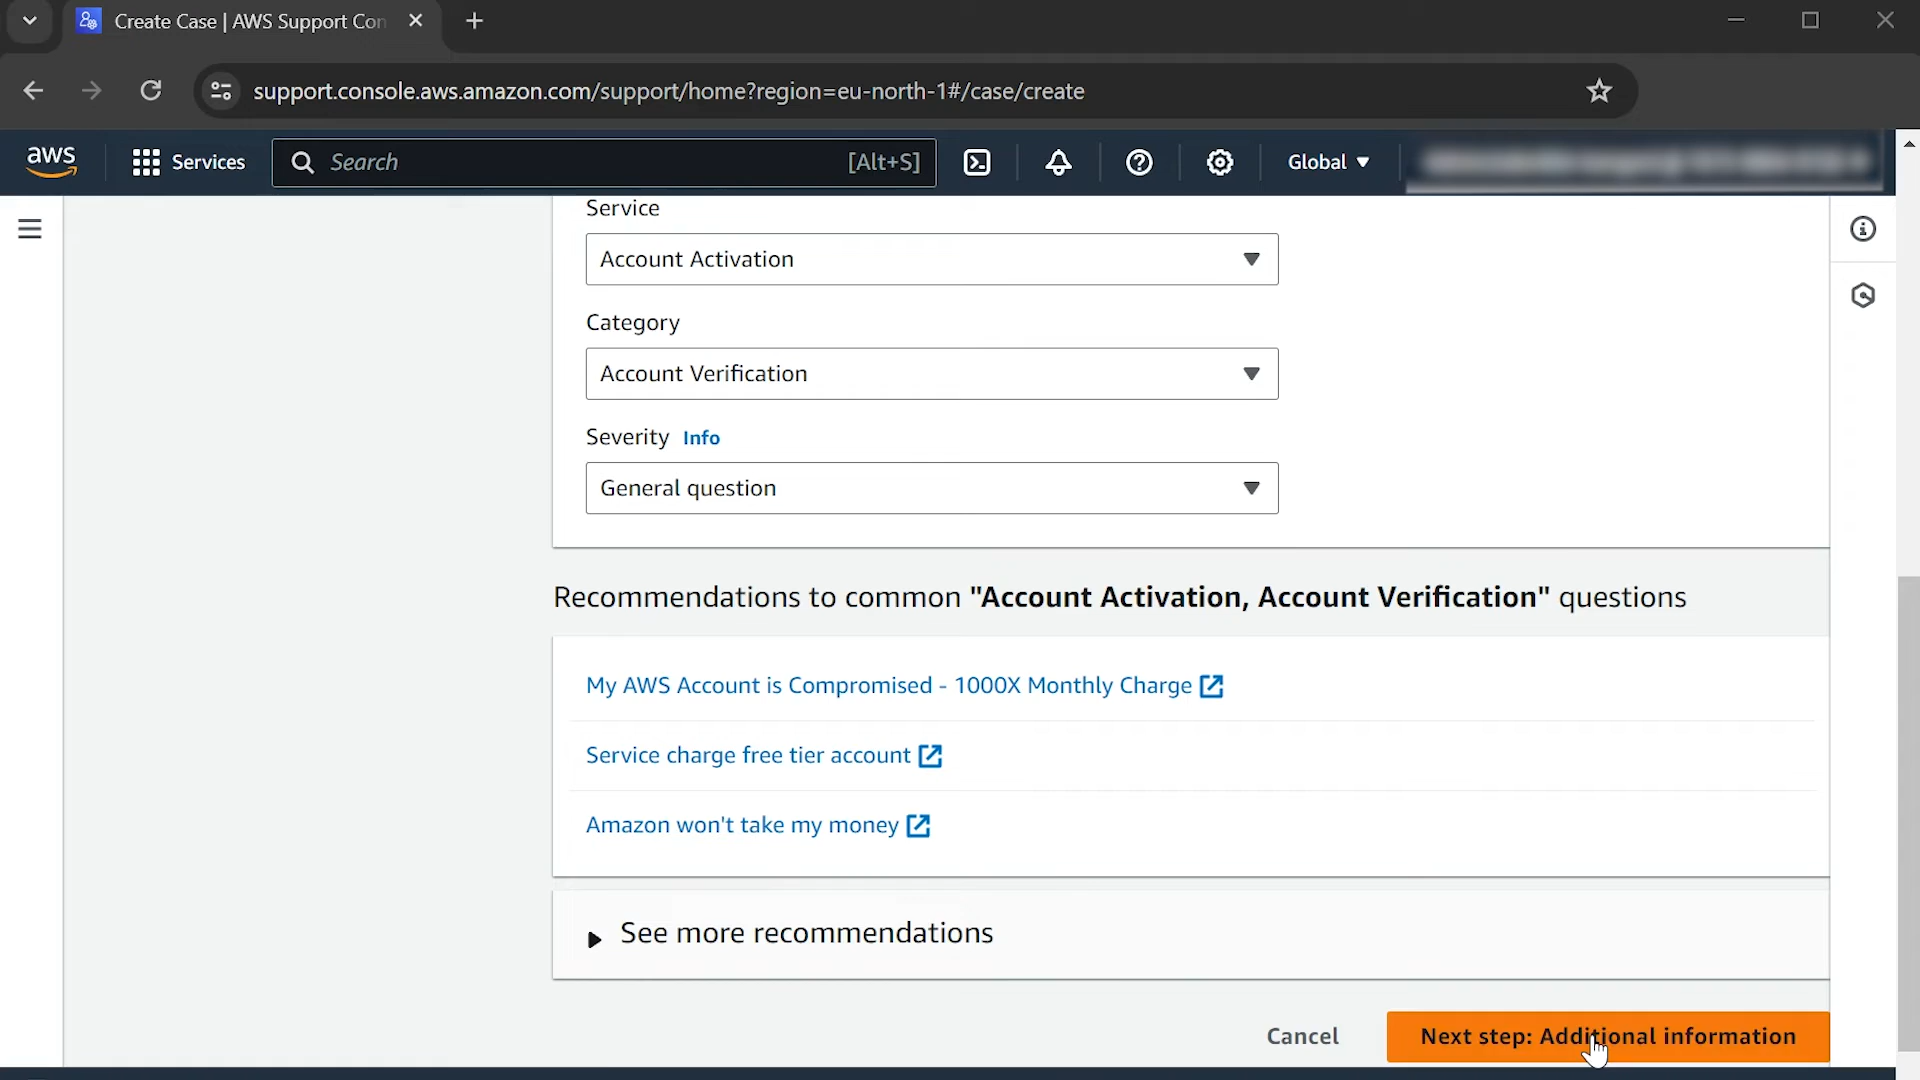 Create Case | AWS Support Con
support.console.aws.amazon.com/support/home?region=eu-north-1#/case/create
aws Services Search [Alt+S] Global
Service
Account Activation
Category
Account Verification
Severity Info
General question
Recommendations to common "Account Activation, Account Verification" questions
My AWS Account is Compromised - 1000X Monthly Charge
Service charge free tier account
Amazon won't take my money
See more recommendations
Cancel Next step: Additional information